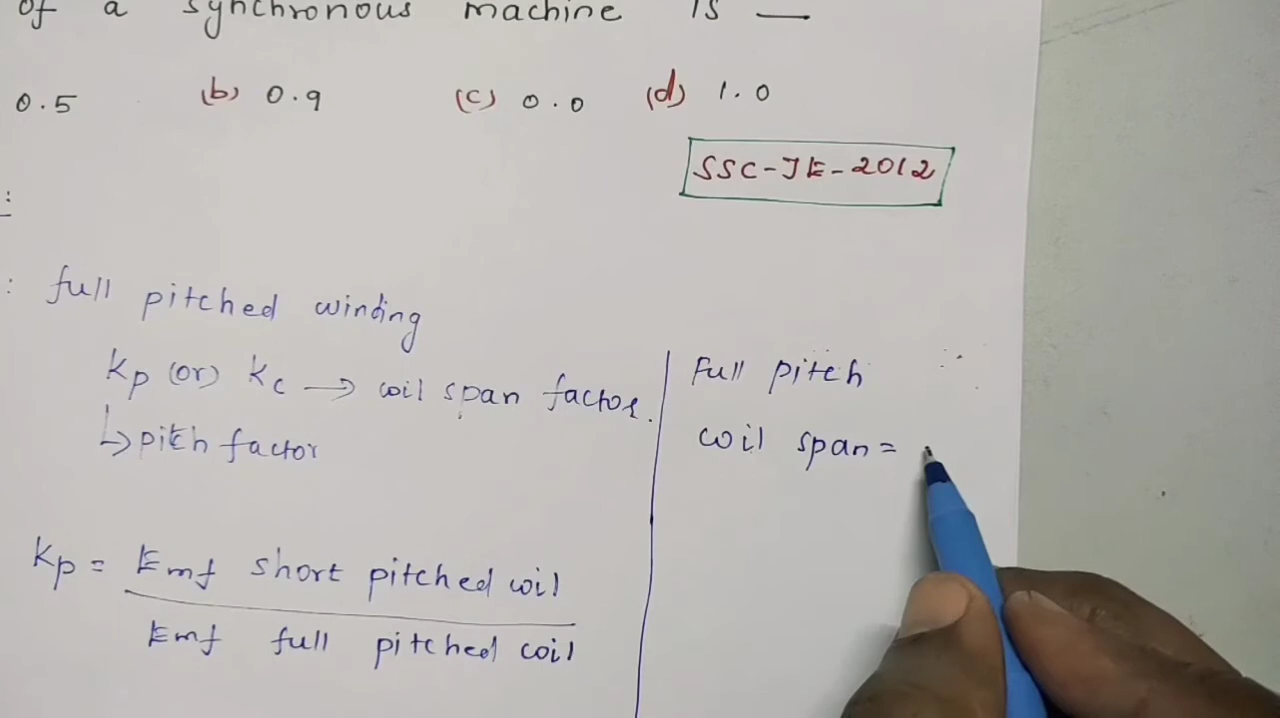 of a synchronous machine is —
0.5 (b) 0.9 (c) 0.0 (d) 1.0
SSC-JE-2012
:
: full pitched winding
kp (or) kc → coil span factor.
↳ pitch factor
kp = Emf short pitched coil
Emf full pitched coil
Full pitch
coil span =